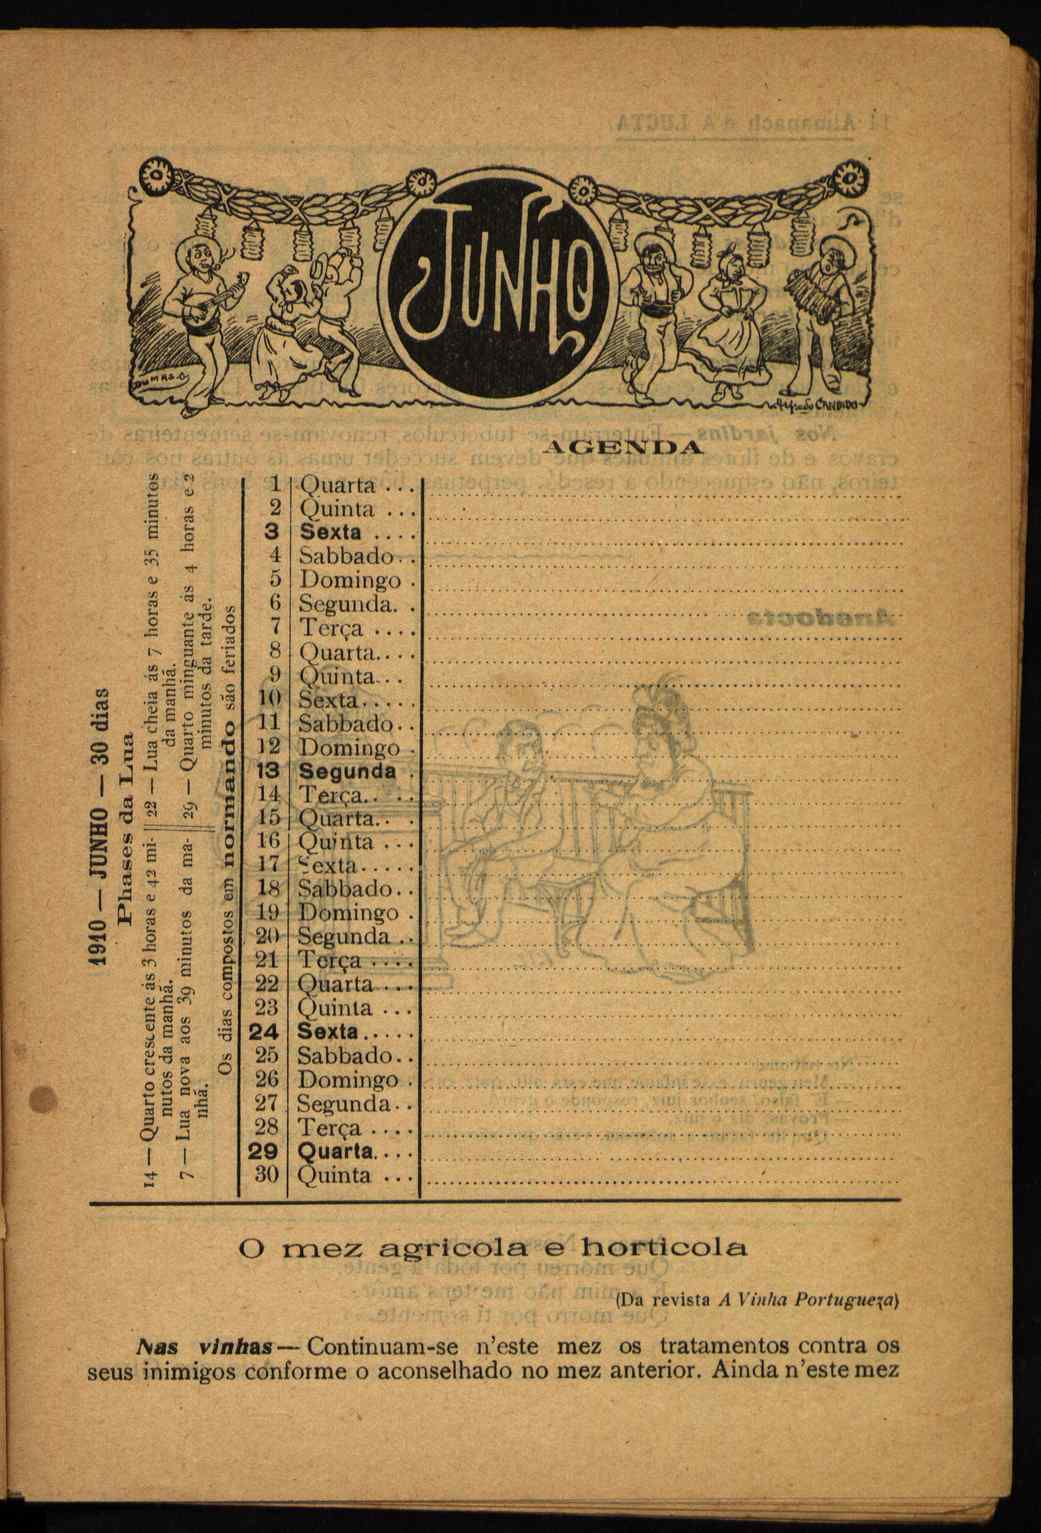 JUNHO
Alfredo CANDIDO
AGENDA
1910 — JUNHO — 30 dias
Phases da Lua
14 — Quarto crescente ás 3 horas e 42 mi-
nutos da manhá.
7 — Lua nova aos 39 minutos da ma-
nhá.
22 — Lua cheia ás 7 horas e 35 minutos
da manhá.
29 — Quarto minguante ás 4 horas e 2
minutos da tarde.
Os dias compostos em normando são feriados
1 Quarta ...
2 Quinta ...
3 Sexta ....
4 Sabbado..
5 Domingo .
6 Segunda. .
7 Terça ....
8 Quarta....
9 Quinta...
10 Sexta.....
11 Sabbado..
12 Domingo .
13 Segunda .
14 Terça.. ..
15 Quarta.. .
16 Quinta ...
17 Sexta.....
18 Sabbado..
19 Domingo .
20 Segunda ..
21 Terça ....
22 Quarta ...
23 Quinta ...
24 Sexta.....
25 Sabbado..
26 Domingo .
27 Segunda..
28 Terça ....
29 Quarta....
30 Quinta ...
O mez agricola e horticola
(Da revista A Vinha Portugueza)
Nas vinhas — Continuam-se n'este mez os tratamentos contra os
seus inimigos conforme o aconselhado no mez anterior. Ainda n'este mez